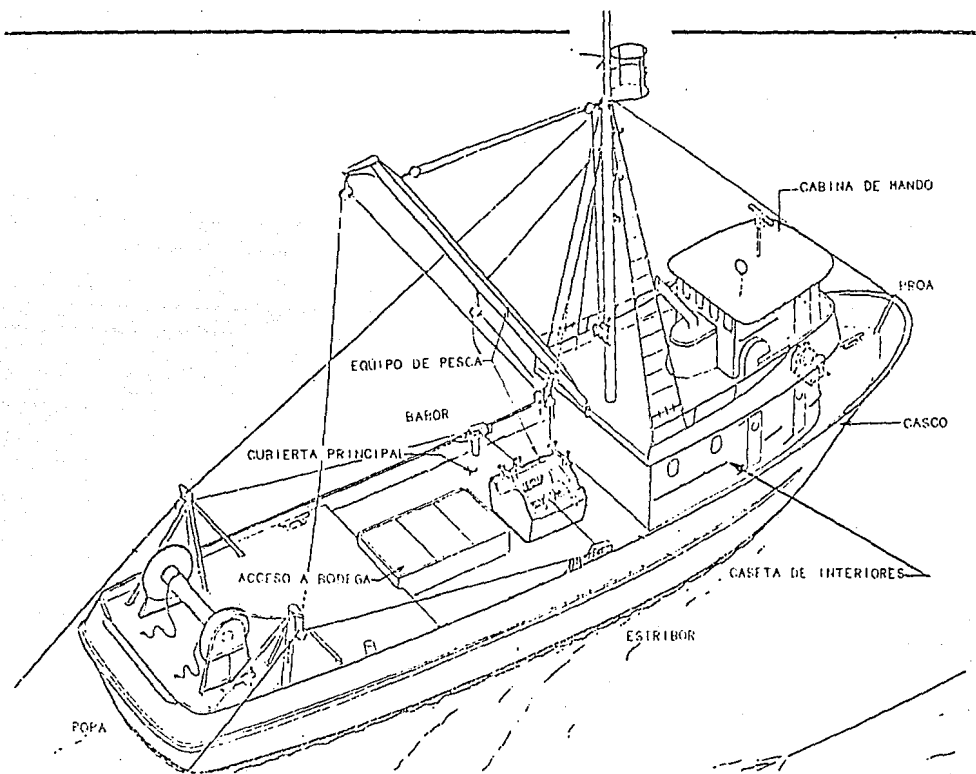 CABINA DE MANDO
PROA
EQUIPO DE PESCA
BABOR
CASCO
CUBIERTA PRINCIPAL
ACCESO A BODEGA
CASETA DE INTERIORES
ESTRIBOR
POPA